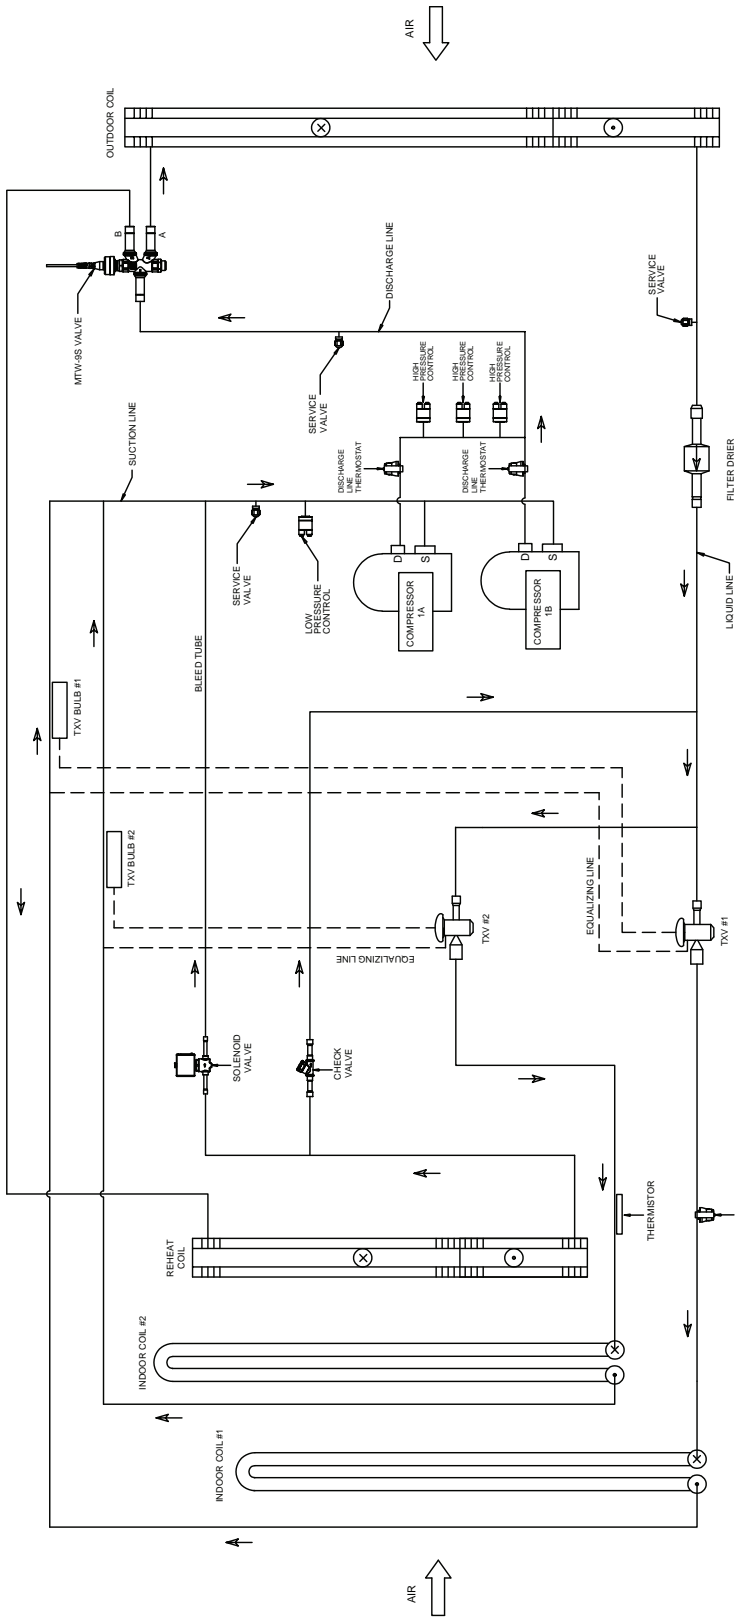 AIR
OUTDOOR COIL
B
A
MTW-9S VALVE
DISCHARGE LINE
SERVICE
VALVE
SERVICE
VALVE
HIGH
PRESSURE
CONTROL
HIGH
PRESSURE
CONTROL
HIGH
PRESSURE
CONTROL
SUCTION LINE
DISCHARGE
LINE
THERMOSTAT
DISCHARGE
LINE
THERMOSTAT
FILTER DRIER
SERVICE
VALVE
LOW
PRESSURE
CONTROL
D
S
COMPRESSOR
1A
D
S
COMPRESSOR
1B
LIQUID LINE
BLEED TUBE
TXV BULB #1
TXV BULB #2
EQUALIZING LINE
EQUALIZING LINE
TXV #2
TXV #1
SOLENOID
VALVE
CHECK
VALVE
THERMISTOR
REHEAT
COIL
INDOOR COIL #2
INDOOR COIL #1
AIR